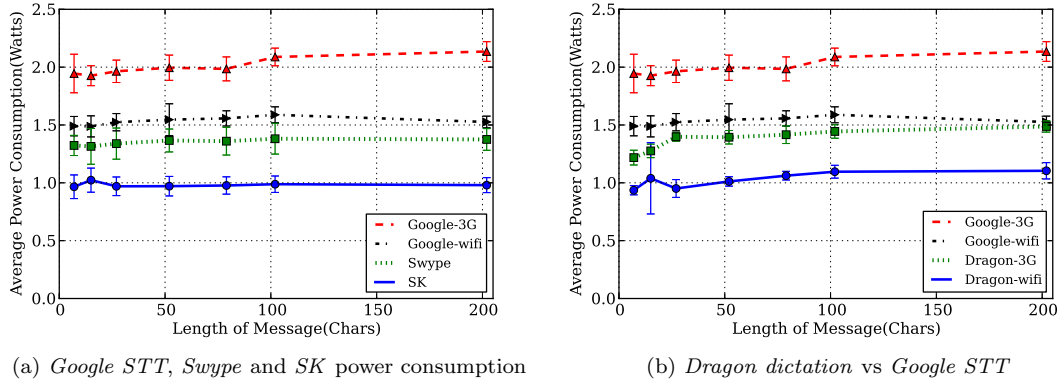 2.5
2.0
1.5
1.0
0.5
0.0
0 50 100 150 200
Average Power Consumption(Watts)
Length of Message(Chars)
Google-3G
Google-wifi
Swype
SK
(a) Google STT, Swype and SK power consumption
2.5
2.0
1.5
1.0
0.5
0.0
0 50 100 150 200
Average Power Consumption(Watts)
Length of Message(Chars)
Google-3G
Google-wifi
Dragon-3G
Dragon-wifi
(b) Dragon dictation vs Google STT